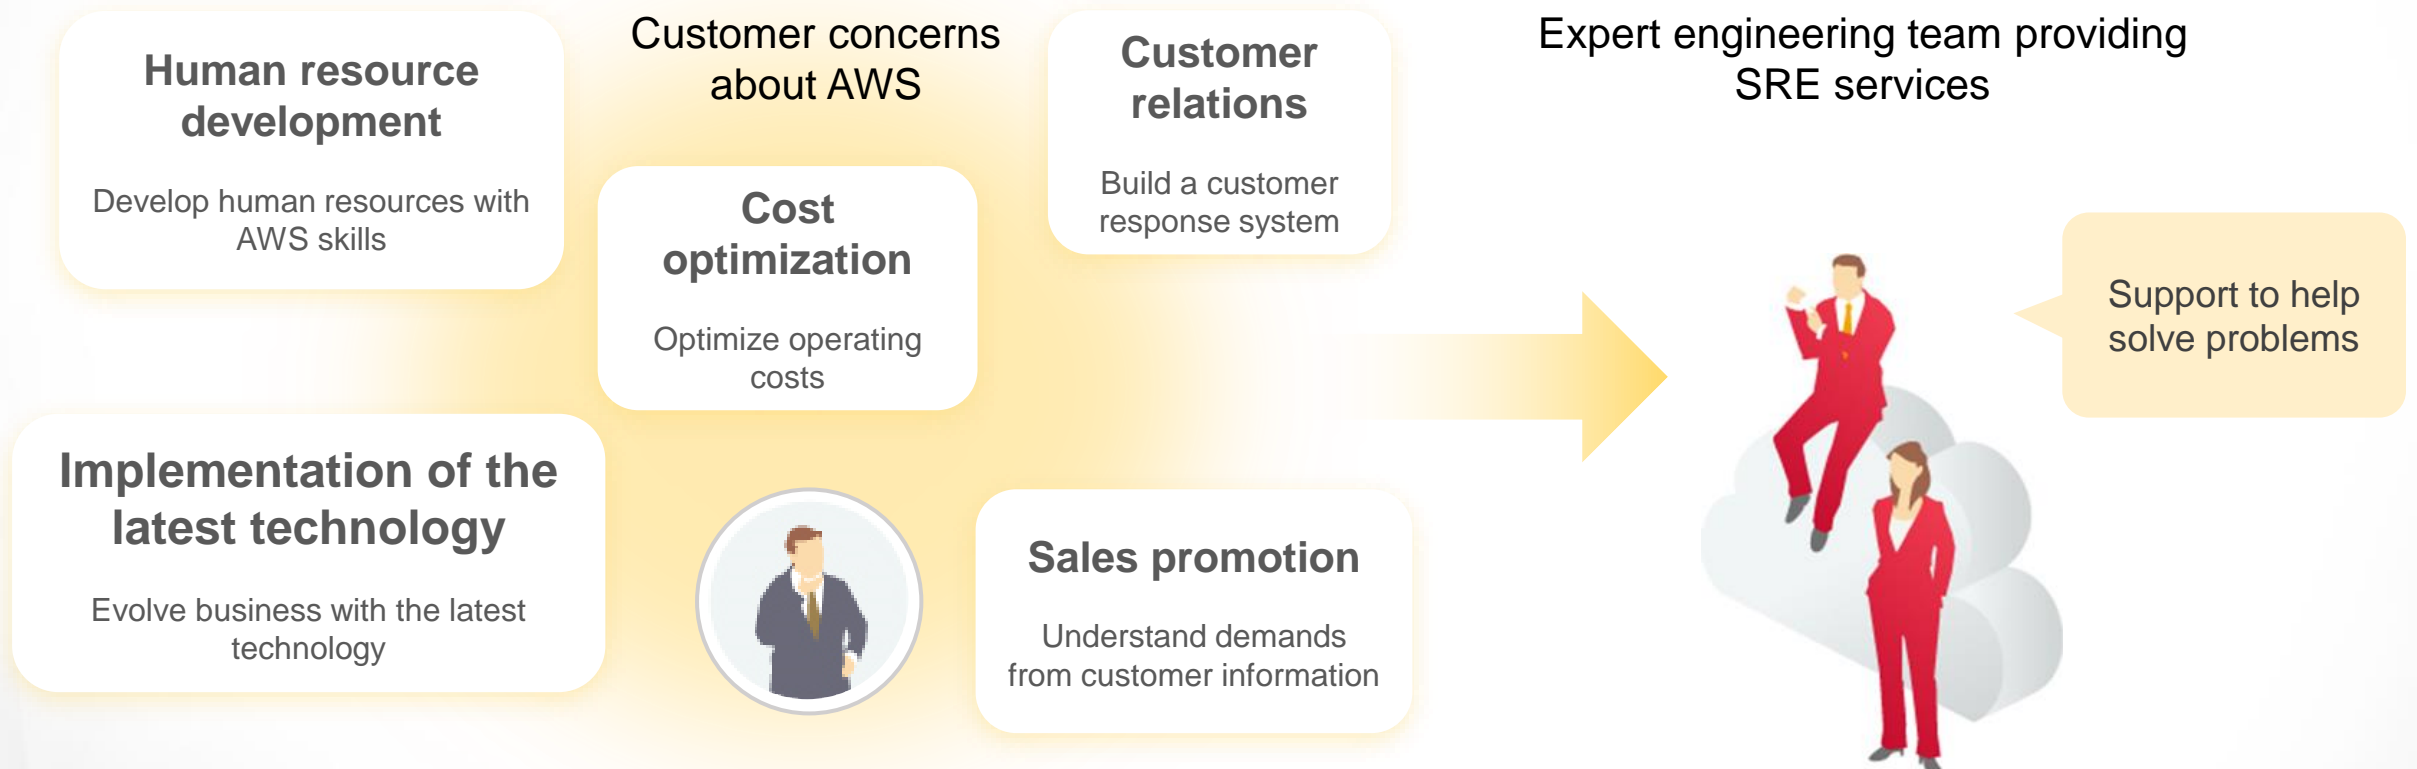 Customer concerns
about AWS
Human resource
development
Develop human resources with
AWS skills
Cost
optimization
Optimize operating
costs
Customer
relations
Build a customer
response system
Implementation of the
latest technology
Evolve business with the latest
technology
Sales promotion
Understand demands
from customer information
Expert engineering team providing
SRE services
Support to help
solve problems